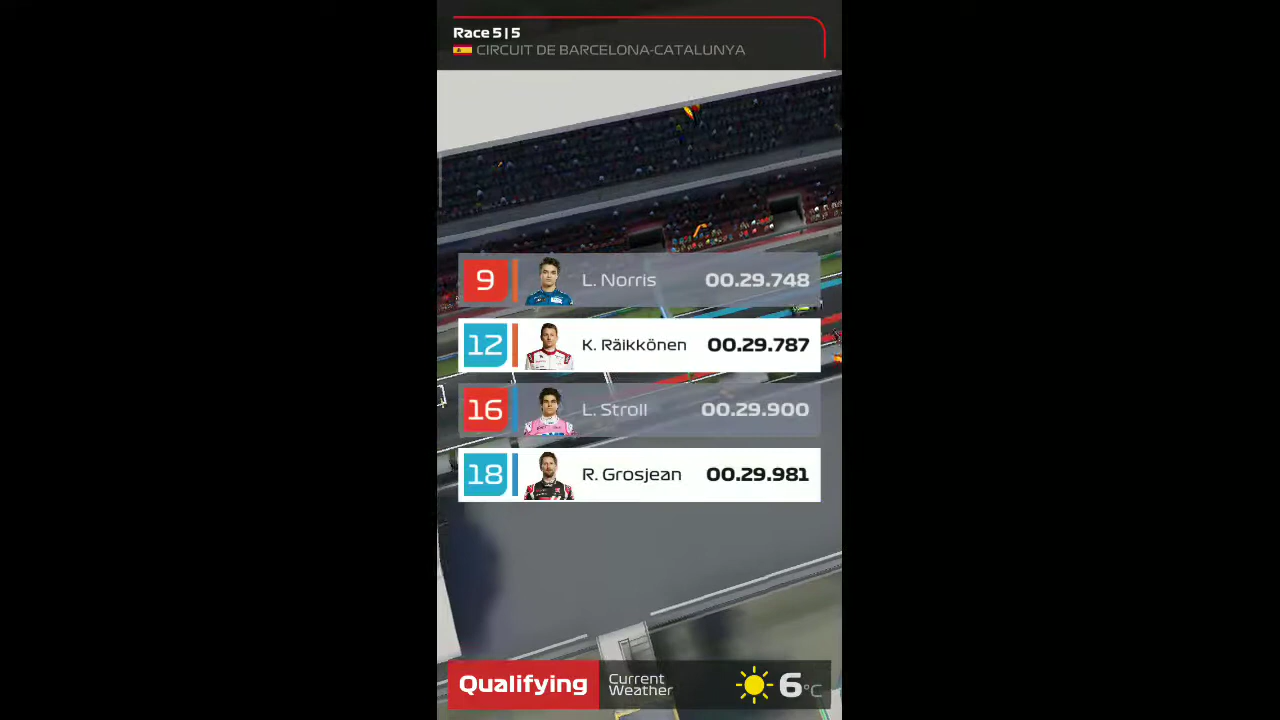 Race 5 | 5
CIRCUIT DE BARCELONA-CATALUNYA
9 L. Norris 00.29.748
12 K. Räikkönen 00.29.787
16 L. Stroll 00.29.900
18 R. Grosjean 00.29.981
Qualifying
Current
Weather
6°C